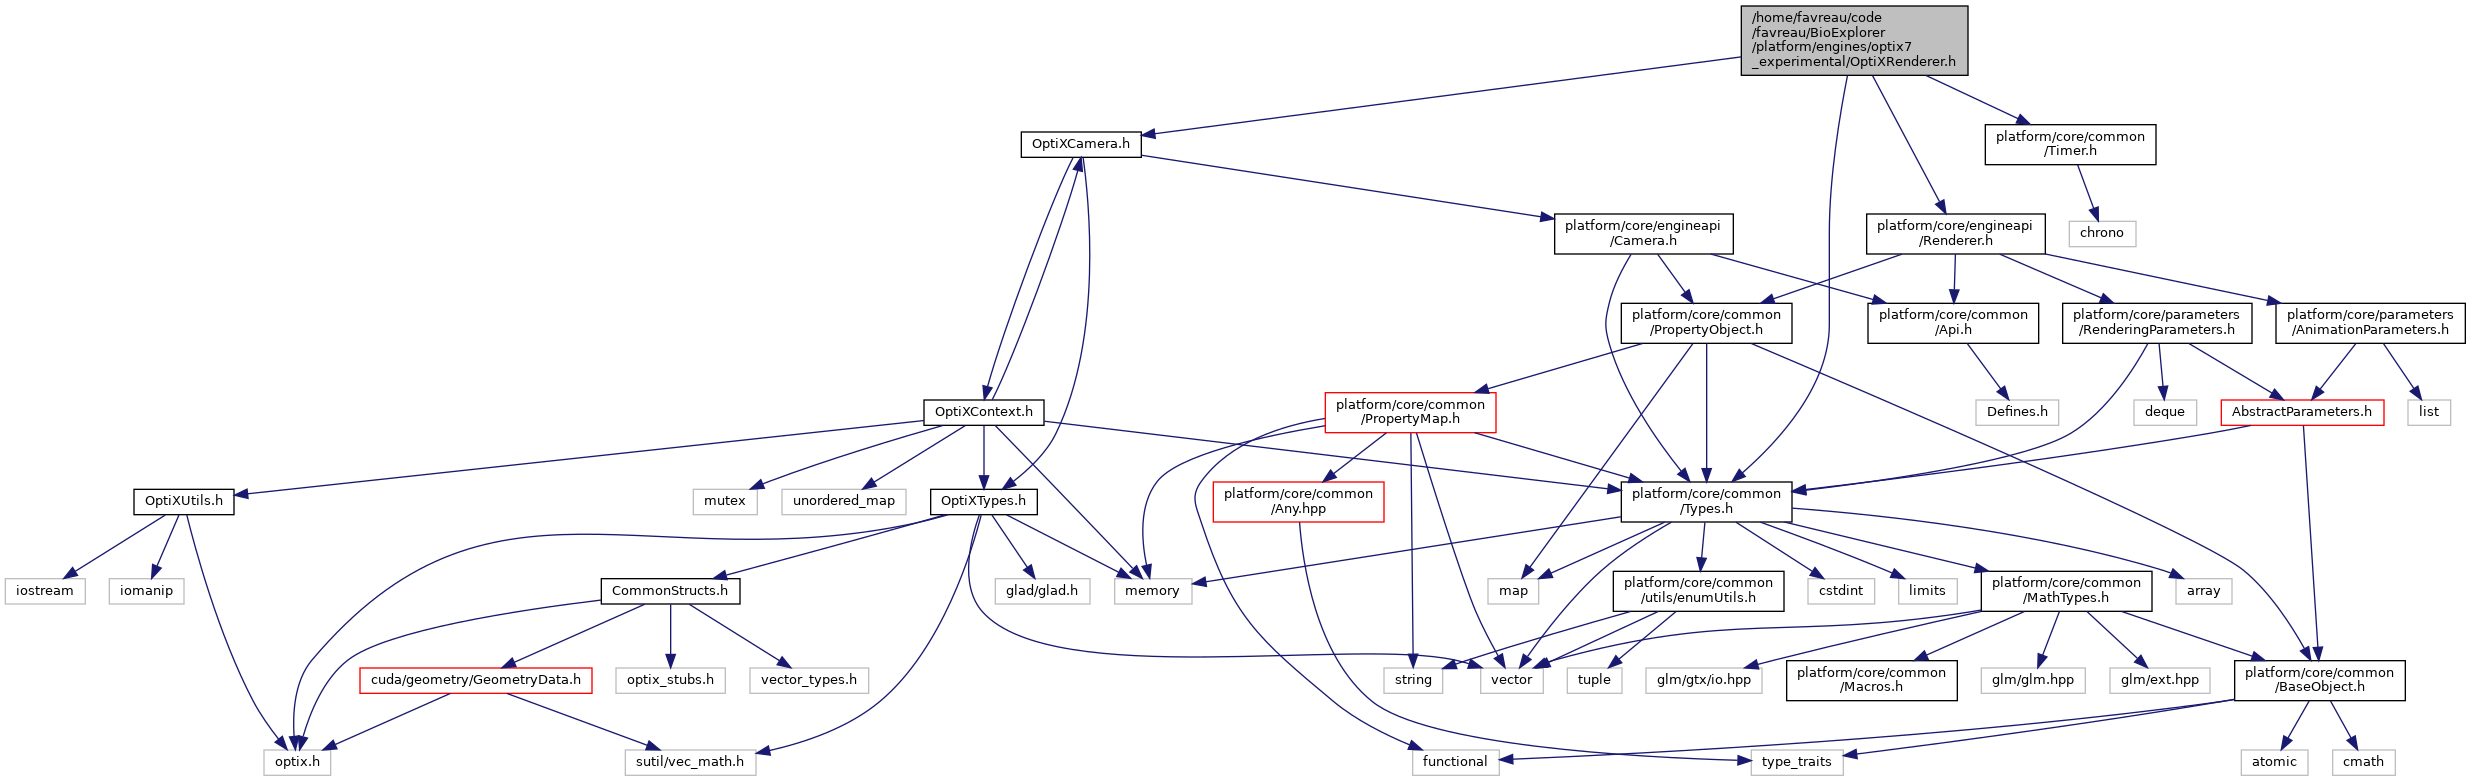 /home/favreau/code
/favreau/BioExplorer
/platform/engines/optix7
_experimental/OptiXRenderer.h
OptiXCamera.h
platform/core/common
/Timer.h
platform/core/engineapi
/Camera.h
platform/core/engineapi
/Renderer.h
chrono
platform/core/common
/PropertyObject.h
platform/core/common
/Api.h
platform/core/parameters
/RenderingParameters.h
platform/core/parameters
/AnimationParameters.h
OptiXContext.h
platform/core/common
/PropertyMap.h
Defines.h
deque
AbstractParameters.h
list
OptiXUtils.h
mutex
unordered_map
OptiXTypes.h
platform/core/common
/Any.hpp
platform/core/common
/Types.h
iostream
iomanip
CommonStructs.h
glad/glad.h
memory
map
platform/core/common
/utils/enumUtils.h
cstdint
limits
platform/core/common
/MathTypes.h
array
cuda/geometry/GeometryData.h
optix_stubs.h
vector_types.h
string
vector
tuple
glm/gtx/io.hpp
platform/core/common
/Macros.h
glm/glm.hpp
glm/ext.hpp
platform/core/common
/BaseObject.h
optix.h
sutil/vec_math.h
functional
type_traits
atomic
cmath